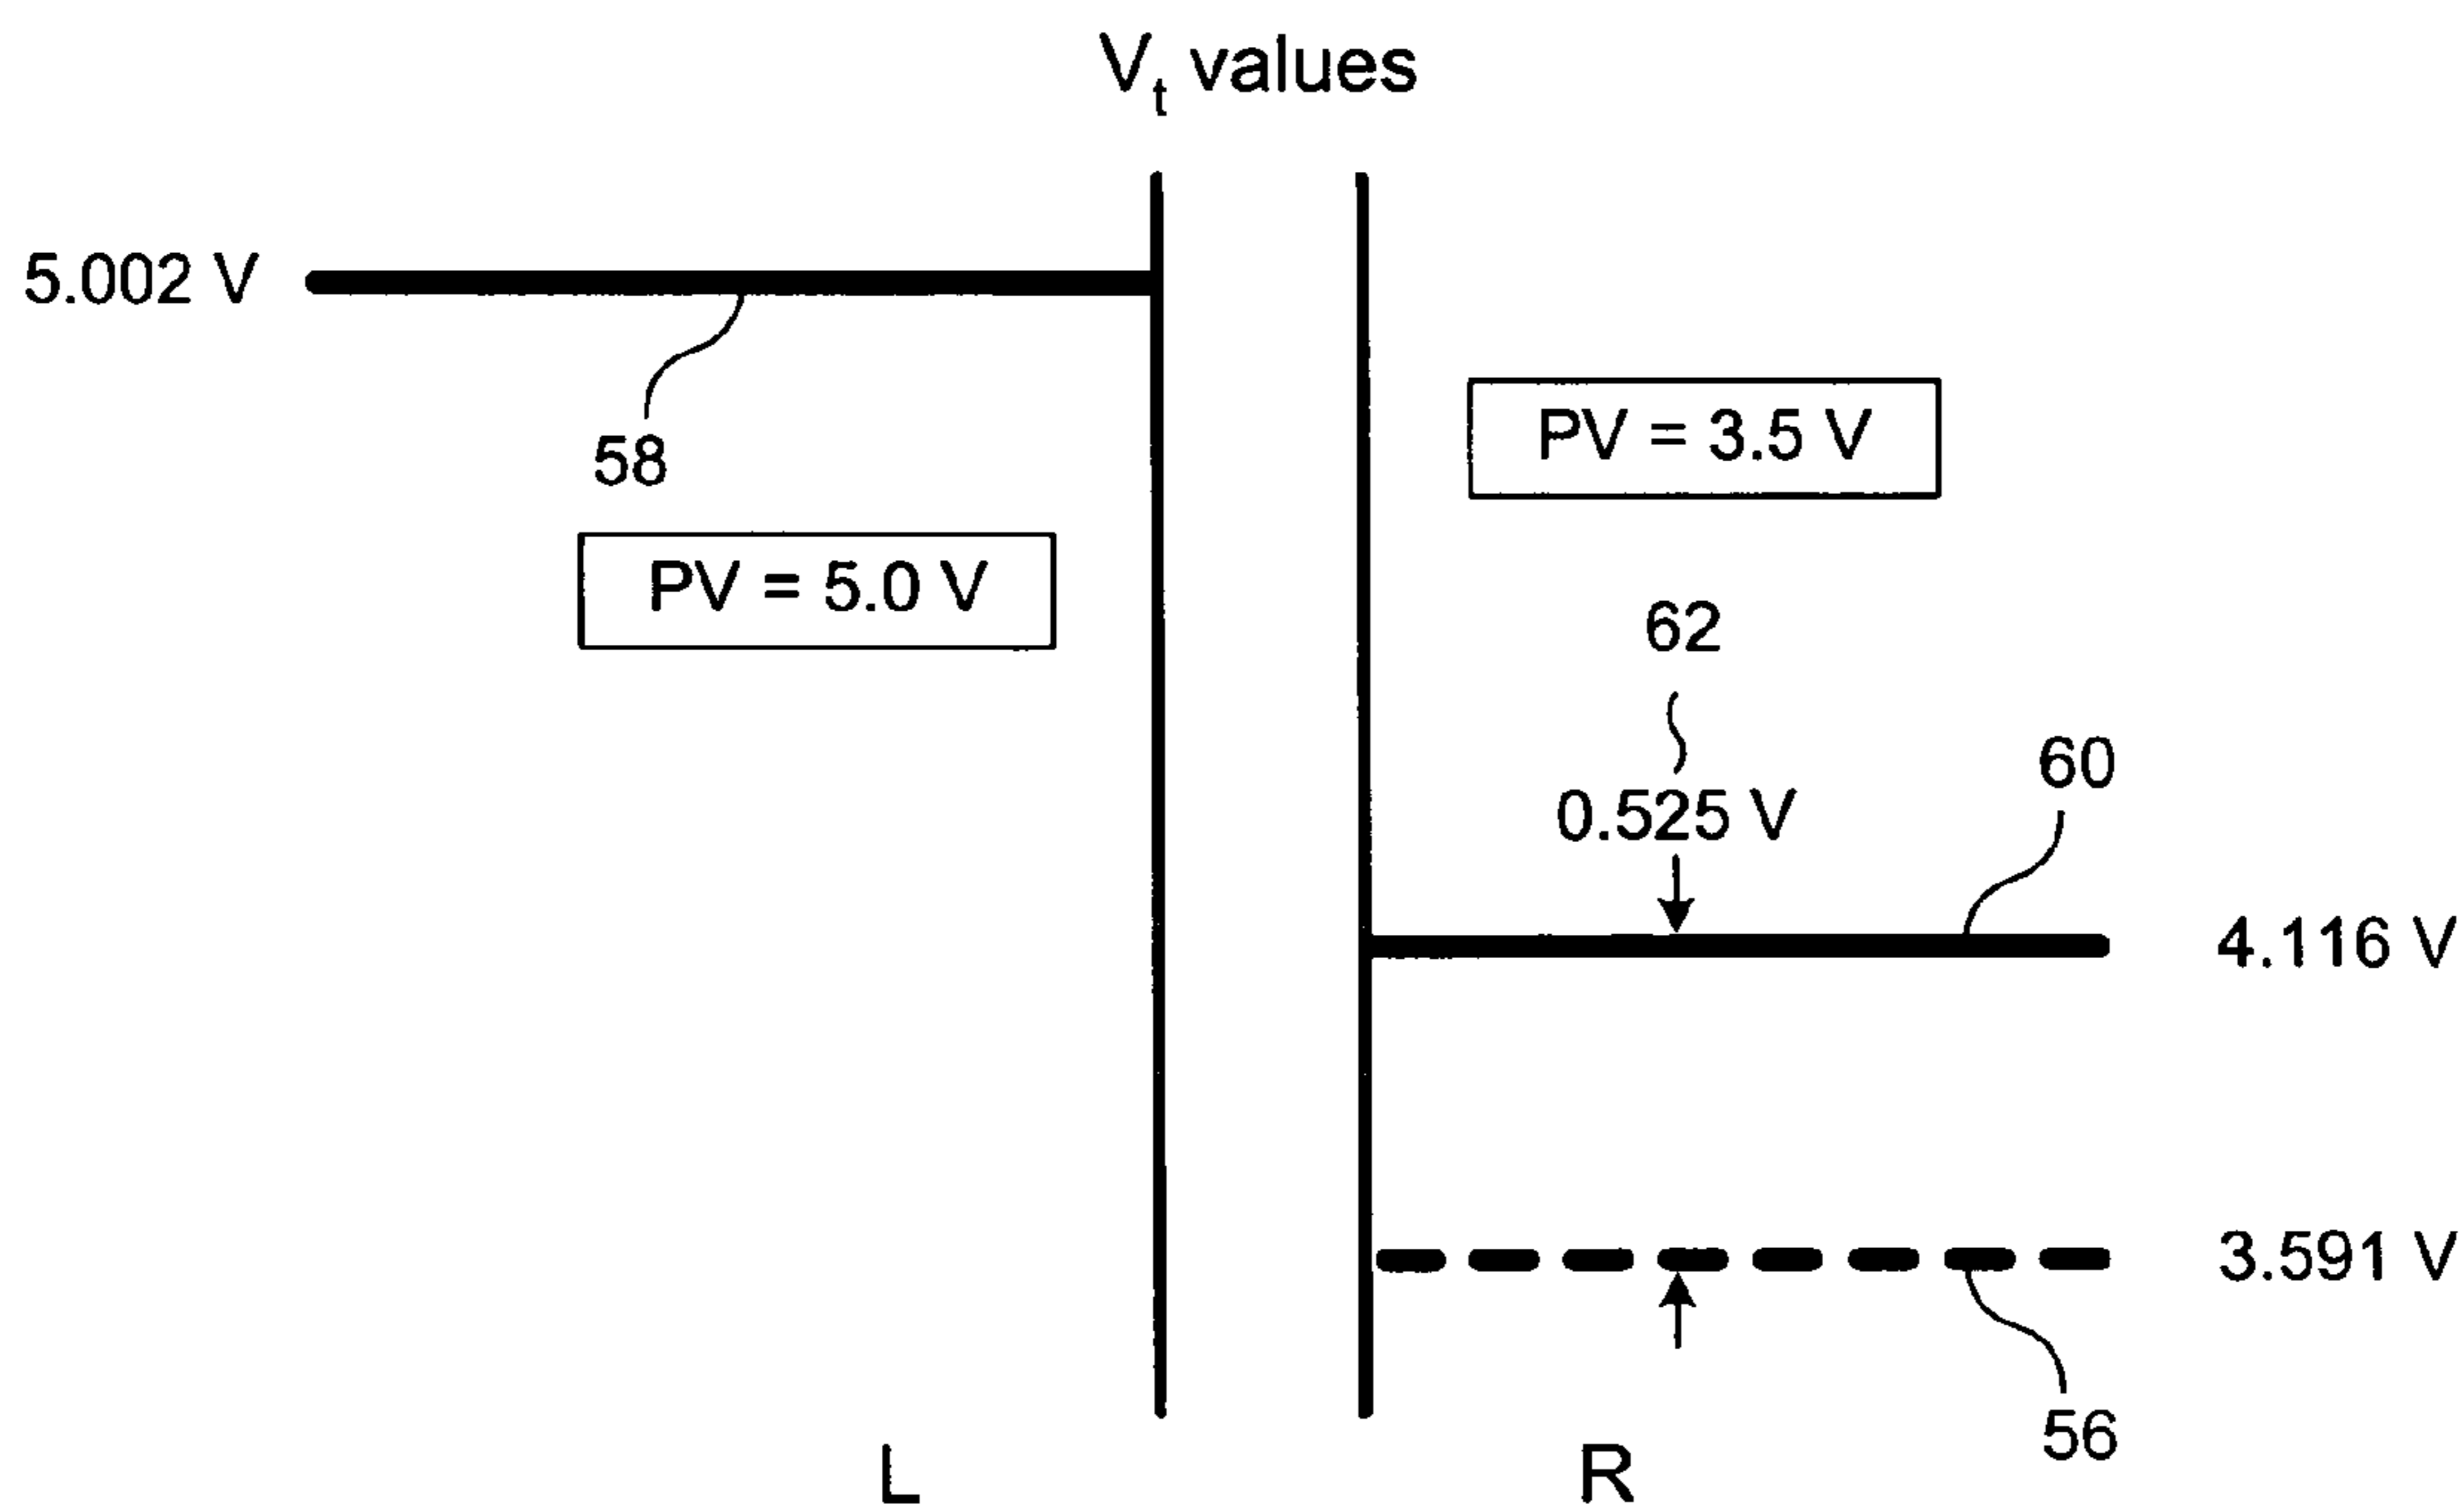 Vt values
5.002 V
58
PV = 3.5 V
PV = 5.0 V
62
60
0.525 V
4.116 V
3.591 V
56
L
R